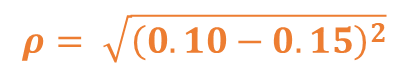 ρ = √(0.10 − 0.15)²